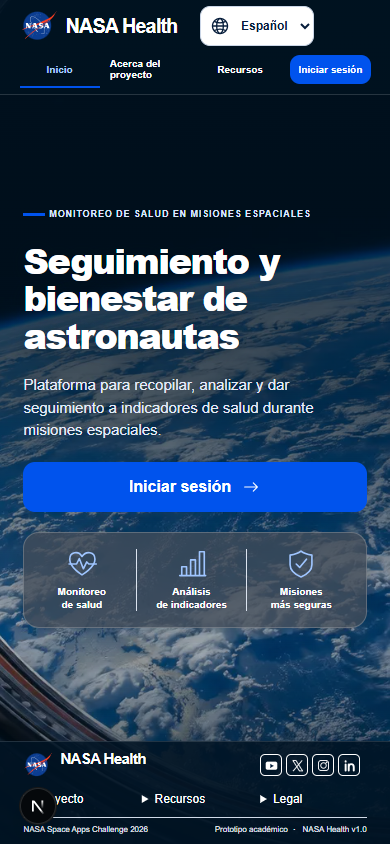 NASA
NASA Health
Español
Inicio
Acerca del
proyecto
Recursos
Iniciar sesión
MONITOREO DE SALUD EN MISIONES ESPACIALES
Seguimiento y
bienestar de
astronautas
Plataforma para recopilar, analizar y dar
seguimiento a indicadores de salud durante
misiones espaciales.
Iniciar sesión →
Monitoreo
de salud
Análisis
de indicadores
Misiones
más seguras
NASA
NASA Health
N
yecto
Recursos
Legal
NASA Space Apps Challenge 2026
Prototipo académico · NASA Health v1.0